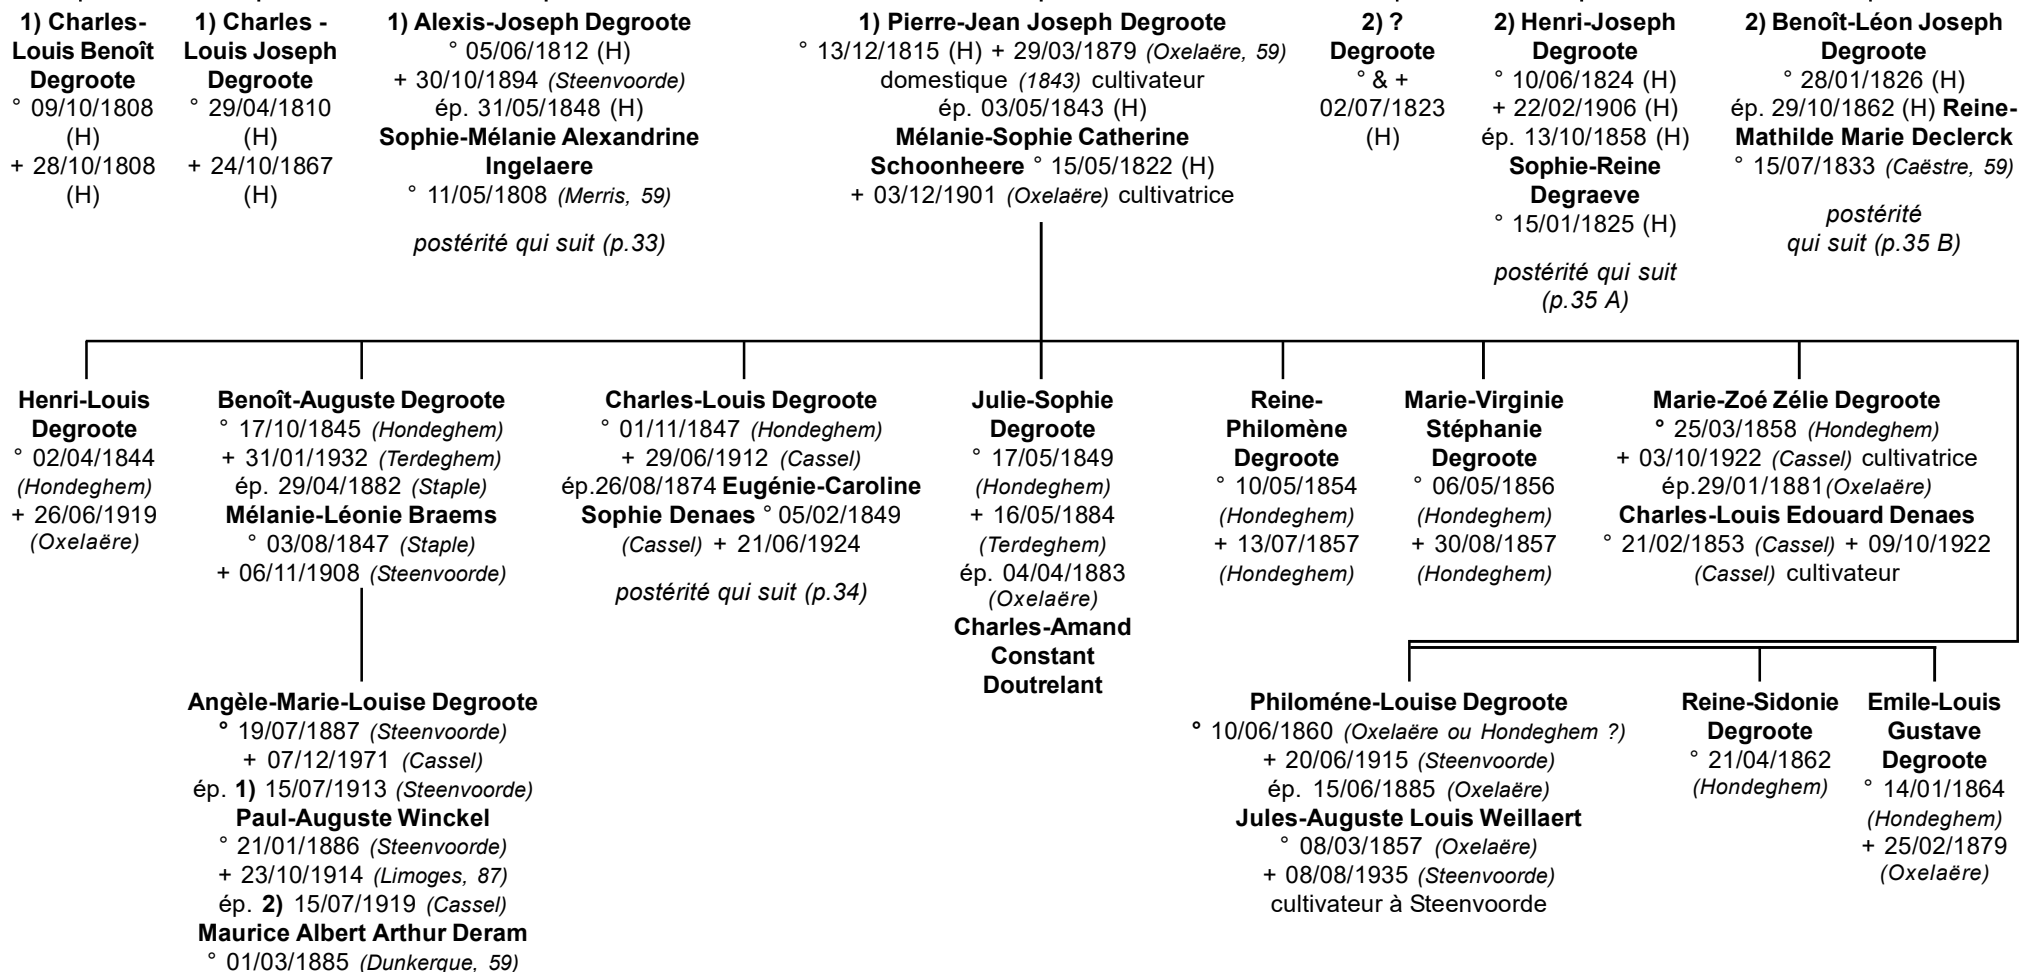 1) Charles-
Louis Benoît
Degroote
° 09/10/1808
(H)
+ 28/10/1808
(H)
1) Charles -
Louis Joseph
Degroote
° 29/04/1810
(H)
+ 24/10/1867
(H)
1) Alexis-Joseph Degroote
° 05/06/1812 (H)
+ 30/10/1894 (Steenvoorde)
ép. 31/05/1848 (H)
Sophie-Mélanie Alexandrine
Ingelaere
° 11/05/1808 (Merris, 59)
postérité qui suit (p.33)
1) Pierre-Jean Joseph Degroote
° 13/12/1815 (H) + 29/03/1879 (Oxelaëre, 59)
domestique (1843) cultivateur
ép. 03/05/1843 (H)
Mélanie-Sophie Catherine
Schoonheere ° 15/05/1822 (H)
+ 03/12/1901 (Oxelaëre) cultivatrice
2) ?
Degroote
° & +
02/07/1823
(H)
2) Henri-Joseph
Degroote
° 10/06/1824 (H)
+ 22/02/1906 (H)
ép. 13/10/1858 (H)
Sophie-Reine
Degraeve
° 15/01/1825 (H)
postérité qui suit
(p.35 A)
2) Benoît-Léon Joseph
Degroote
° 28/01/1826 (H)
ép. 29/10/1862 (H) Reine-
Mathilde Marie Declerck
° 15/07/1833 (Caëstre, 59)
postérité
qui suit (p.35 B)
Henri-Louis
Degroote
° 02/04/1844
(Hondeghem)
+ 26/06/1919
(Oxelaëre)
Benoît-Auguste Degroote
° 17/10/1845 (Hondeghem)
+ 31/01/1932 (Terdeghem)
ép. 29/04/1882 (Staple)
Mélanie-Léonie Braems
° 03/08/1847 (Staple)
+ 06/11/1908 (Steenvoorde)
Charles-Louis Degroote
° 01/11/1847 (Hondeghem)
+ 29/06/1912 (Cassel)
ép.26/08/1874 Eugénie-Caroline
Sophie Denaes ° 05/02/1849
(Cassel) + 21/06/1924
postérité qui suit (p.34)
Julie-Sophie
Degroote
° 17/05/1849
(Hondeghem)
+ 16/05/1884
(Terdeghem)
ép. 04/04/1883
(Oxelaëre)
Charles-Amand
Constant
Doutrelant
Reine-
Philomène
Degroote
° 10/05/1854
(Hondeghem)
+ 13/07/1857
(Hondeghem)
Marie-Virginie
Stéphanie
Degroote
° 06/05/1856
(Hondeghem)
+ 30/08/1857
(Hondeghem)
Marie-Zoé Zélie Degroote
° 25/03/1858 (Hondeghem)
+ 03/10/1922 (Cassel) cultivatrice
ép.29/01/1881(Oxelaëre)
Charles-Louis Edouard Denaes
° 21/02/1853 (Cassel) + 09/10/1922
(Cassel) cultivateur
Angèle-Marie-Louise Degroote
° 19/07/1887 (Steenvoorde)
+ 07/12/1971 (Cassel)
ép. 1) 15/07/1913 (Steenvoorde)
Paul-Auguste Winckel
° 21/01/1886 (Steenvoorde)
+ 23/10/1914 (Limoges, 87)
ép. 2) 15/07/1919 (Cassel)
Maurice Albert Arthur Deram
° 01/03/1885 (Dunkerque, 59)
Philoméne-Louise Degroote
° 10/06/1860 (Oxelaëre ou Hondeghem ?)
+ 20/06/1915 (Steenvoorde)
ép. 15/06/1885 (Oxelaëre)
Jules-Auguste Louis Weillaert
° 08/03/1857 (Oxelaëre)
+ 08/08/1935 (Steenvoorde)
cultivateur à Steenvoorde
Reine-Sidonie
Degroote
° 21/04/1862
(Hondeghem)
Emile-Louis
Gustave
Degroote
° 14/01/1864
(Hondeghem)
+ 25/02/1879
(Oxelaëre)